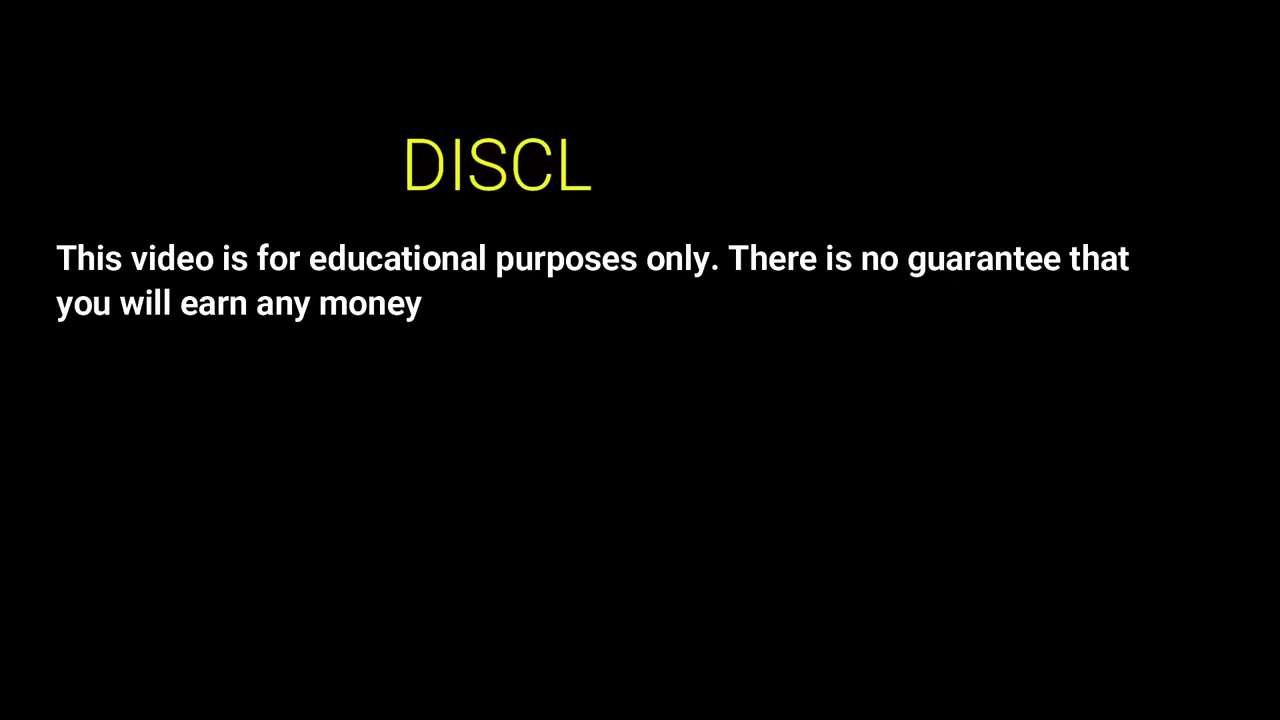 DISCL
This video is for educational purposes only. There is no guarantee that
you will earn any money